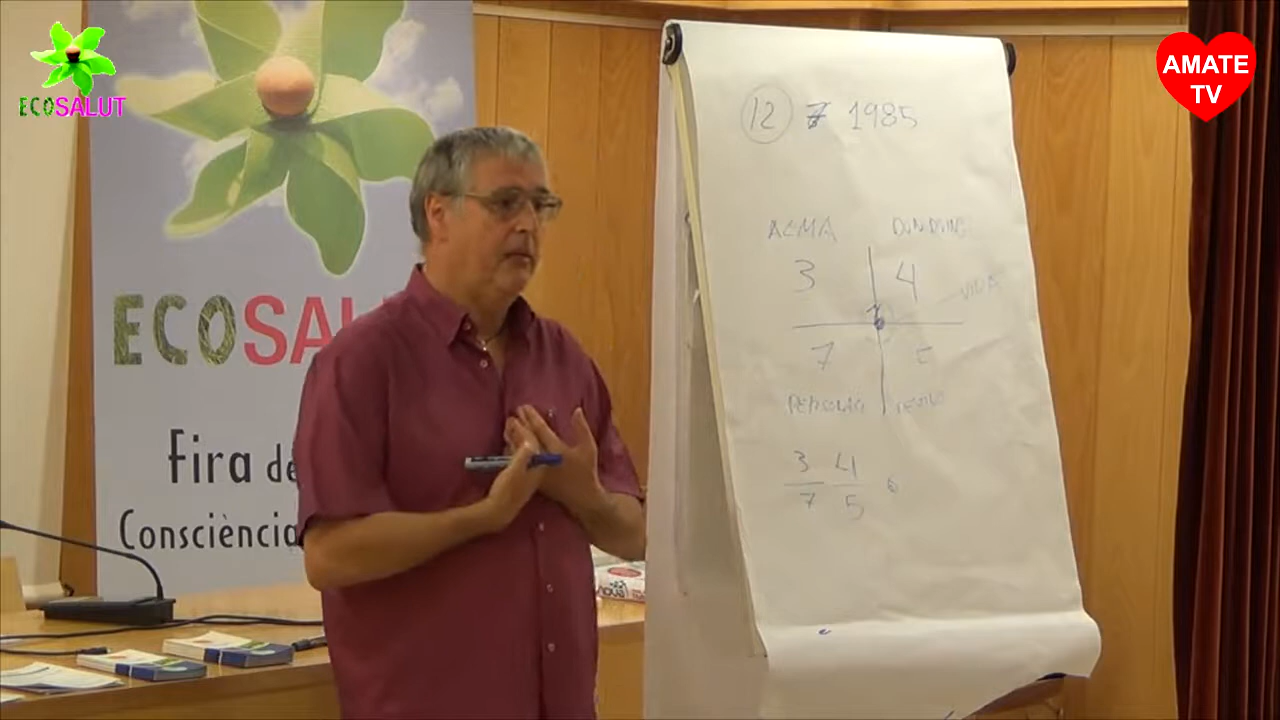 ECOSALUT
AMATE
TV
ECOSAL
Fira de
Consciència
12 7 1985
ALMA
3 4
VIDA
7 5
3 4
7 5